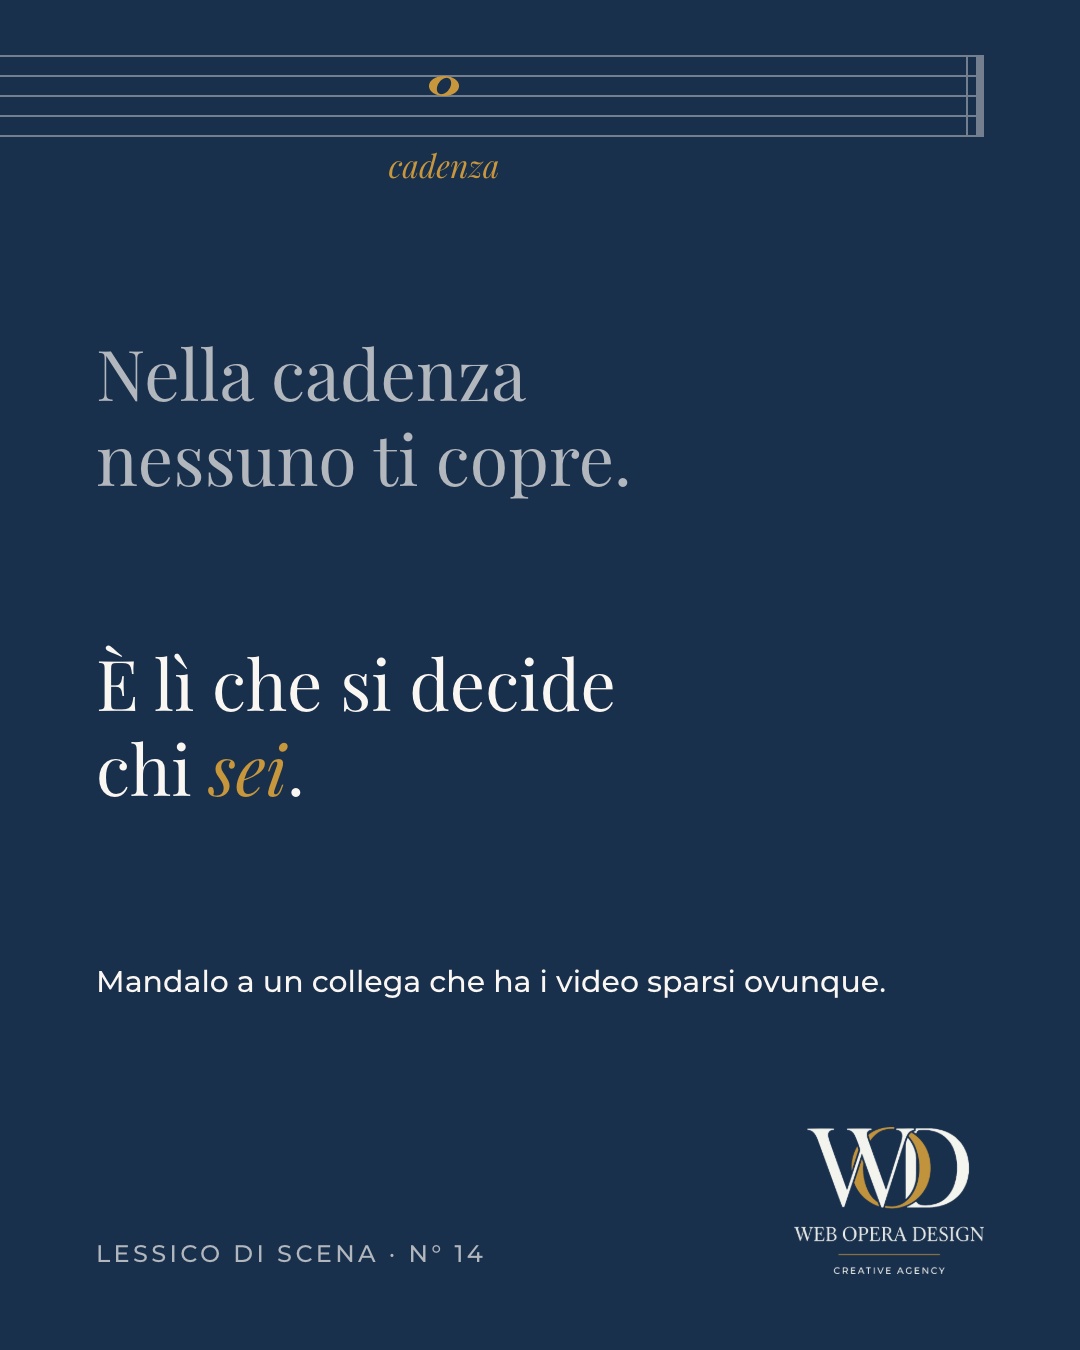 cadenza
Nella cadenza
nessuno ti copre.
È lì che si decide
chi sei.
Mandalo a un collega che ha i video sparsi ovunque.
LESSICO DI SCENA · N° 14
WOD
WEB OPERA DESIGN
CREATIVE AGENCY